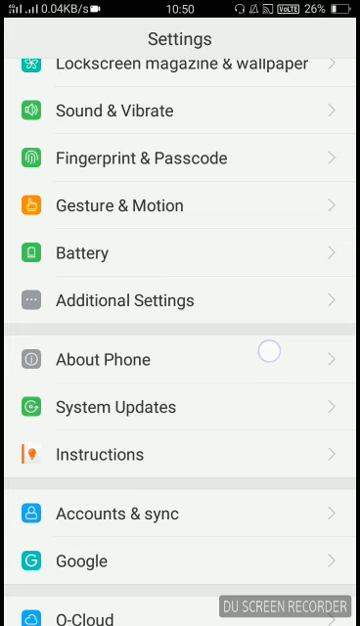 0.04KB/s
10:50
VoLTE
26%
Settings
Lockscreen magazine & wallpaper
Sound & Vibrate
Fingerprint & Passcode
Gesture & Motion
Battery
Additional Settings
About Phone
System Updates
Instructions
Accounts & sync
Google
O-Cloud
DU SCREEN RECORDER